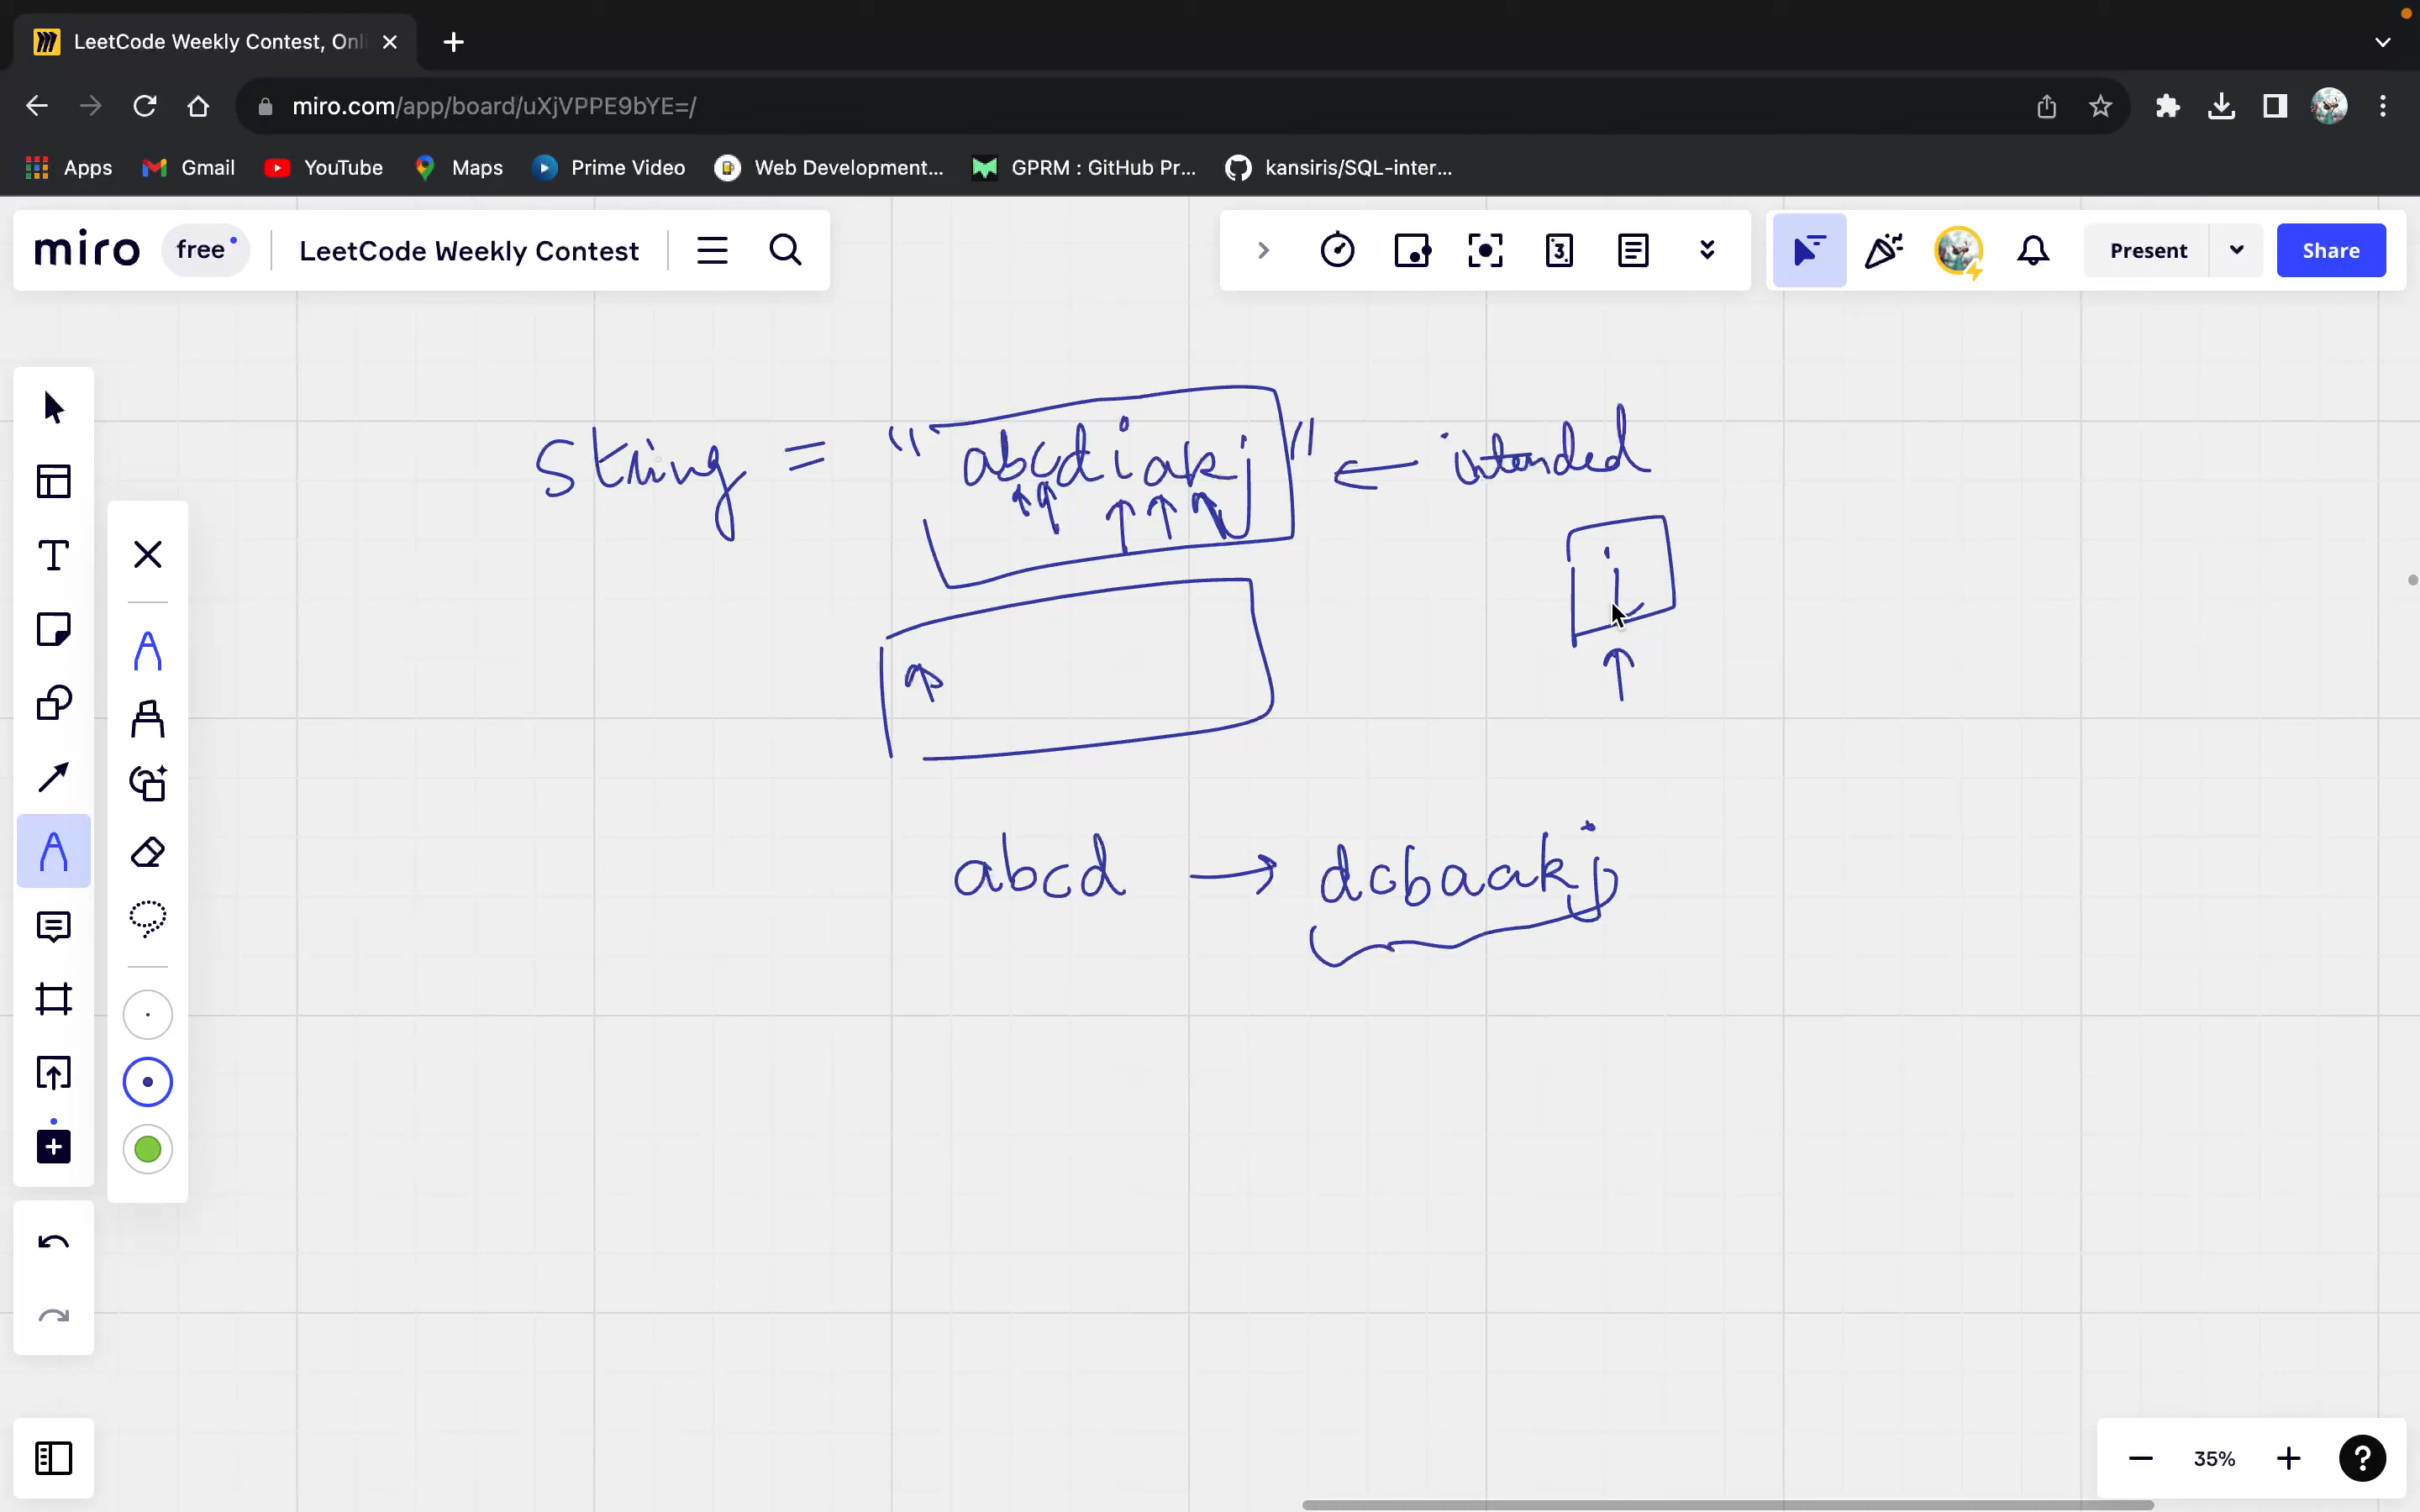 LeetCode Weekly Contest, Onl
miro.com/app/board/uXjVPPE9bYE=/
Apps Gmail YouTube Maps Prime Video Web Development... GPRM : GitHub Pr... kansiris/SQL-inter...
miro free LeetCode Weekly Contest 3 Present Share
String = "abcdiakj" ← intended
i
abcd → dcbaakj
35%